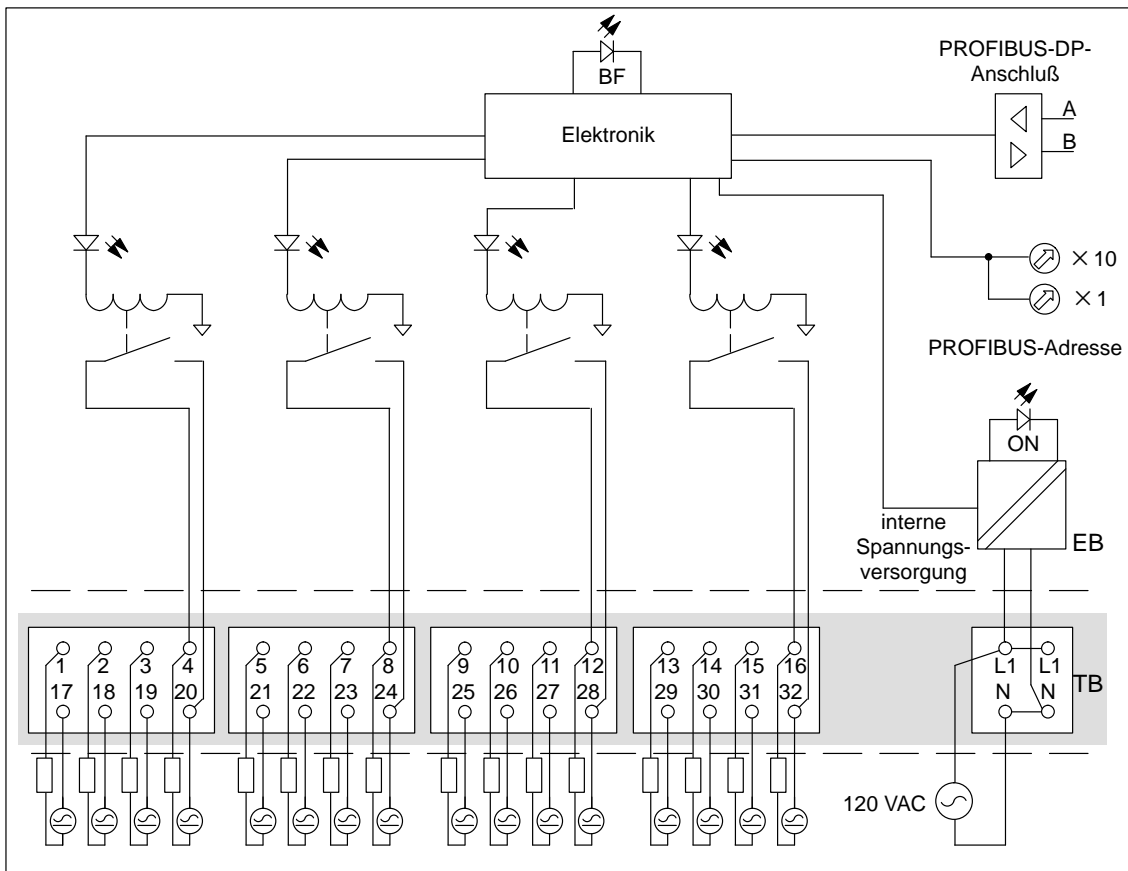 BF
PROFIBUS-DP-
Anschluß
Elektronik
A
B
× 10
× 1
PROFIBUS-Adresse
ON
interne
Spannungs-
versorgung
EB
1 2 3 4 5 6 7 8 9 10 11 12 13 14 15 16 L1 L1
17 18 19 20 21 22 23 24 25 26 27 28 29 30 31 32 N N
TB
120 VAC